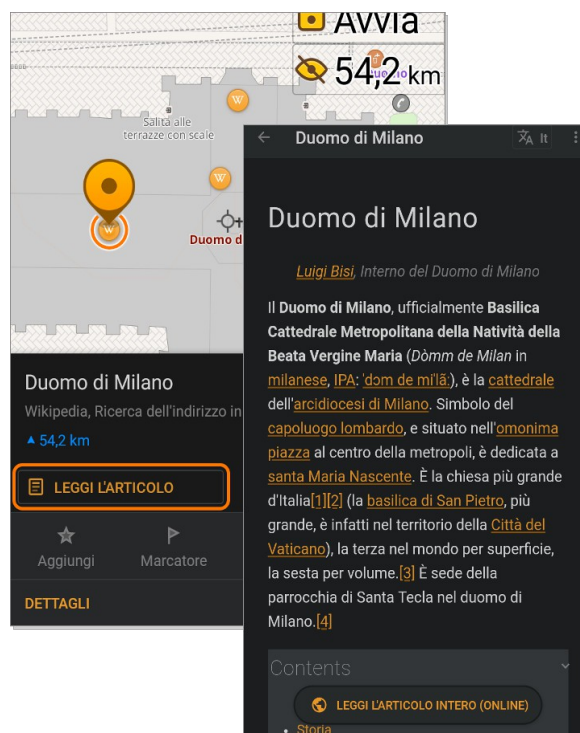 Avvia
54,2 km
Salita alle
terrazze con scale
Duomo d
Duomo di Milano
Wikipedia, Ricerca dell'indirizzo in
54,2 km
LEGGI L'ARTICOLO
Aggiungi
Marcatore
DETTAGLI
Duomo di Milano
It
Duomo di Milano
Luigi Bisi, Interno del Duomo di Milano
Il Duomo di Milano, ufficialmente Basilica
Cattedrale Metropolitana della Natività della
Beata Vergine Maria (Dòmm de Milan in
milanese, IPA: 'dɔm de mi'lãː), è la cattedrale
dell'arcidiocesi di Milano. Simbolo del
capoluogo lombardo, e situato nell'omonima
piazza al centro della metropoli, è dedicata a
santa Maria Nascente. È la chiesa più grande
d'Italia[1][2] (la basilica di San Pietro, più
grande, è infatti nel territorio della Città del
Vaticano), la terza nel mondo per superficie,
la sesta per volume.[3] È sede della
parrocchia di Santa Tecla nel duomo di
Milano.[4]
Contents
LEGGI L'ARTICOLO INTERO (ONLINE)
Storia